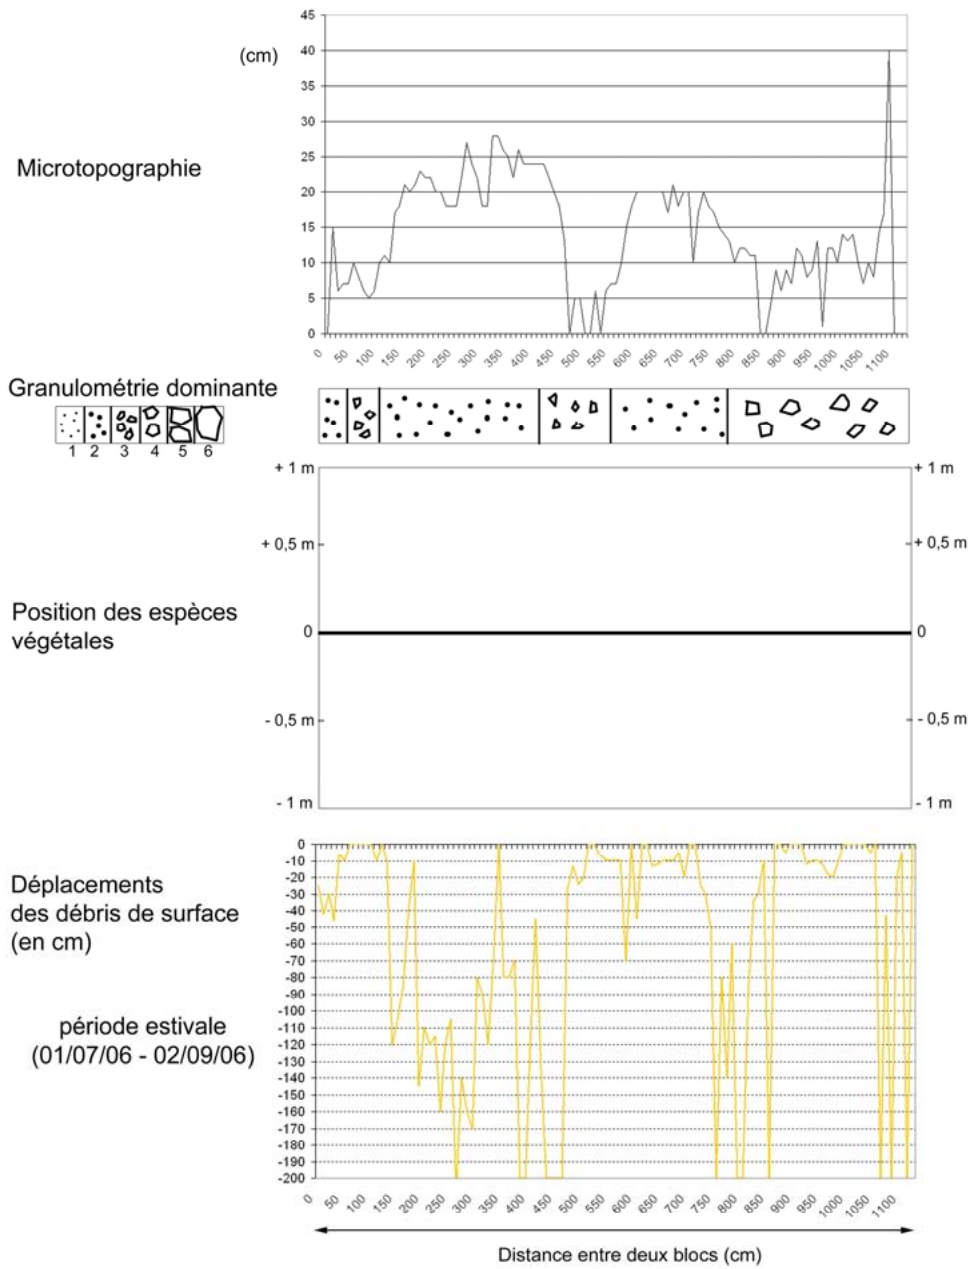 45
(cm)
40
35
30
Microtopographie
25
20
15
10
5
0
0 50 100 150 200 250 300 350 400 450 500 550 600 650 700 750 800 850 900 950 1000 1050 1100
Granulométrie dominante
1 2 3 4 5 6
+ 1 m + 1 m
+ 0,5 m + 0,5 m
Position des espèces
végétales
0 0
- 0,5 m - 0,5 m
- 1 m - 1 m
Déplacements
des débris de surface
(en cm)
période estivale
(01/07/06 - 02/09/06)
0
-10
-20
-30
-40
-50
-60
-70
-80
-90
-100
-110
-120
-130
-140
-150
-160
-170
-180
-190
-200
0 50 100 150 200 250 300 350 400 450 500 550 600 650 700 750 800 850 900 950 1000 1050 1100
Distance entre deux blocs (cm)